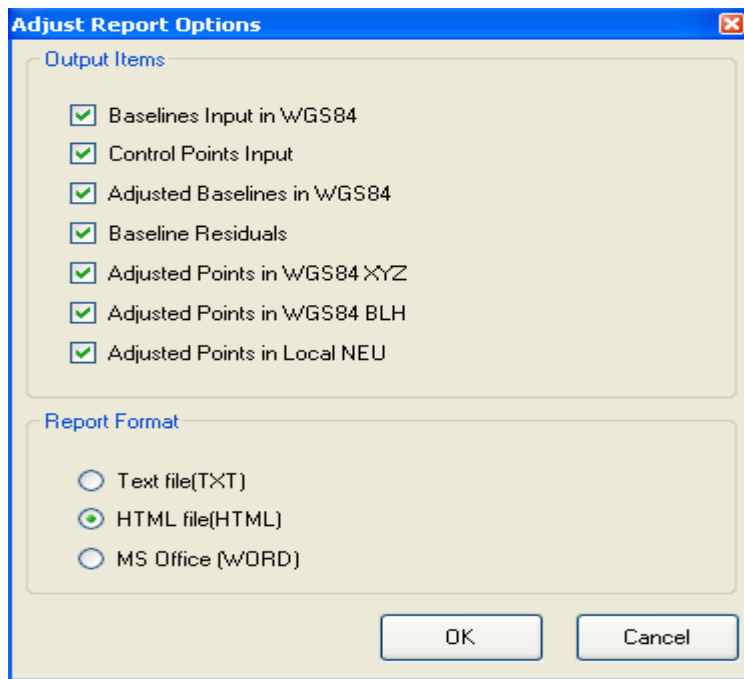 Adjust Report Options
Output Items
Baselines Input in WGS84
Control Points Input
Adjusted Baselines in WGS84
Baseline Residuals
Adjusted Points in WGS84 XYZ
Adjusted Points in WGS84 BLH
Adjusted Points in Local NEU
Report Format
Text file(TXT)
HTML file(HTML)
MS Office (WORD)
OK Cancel